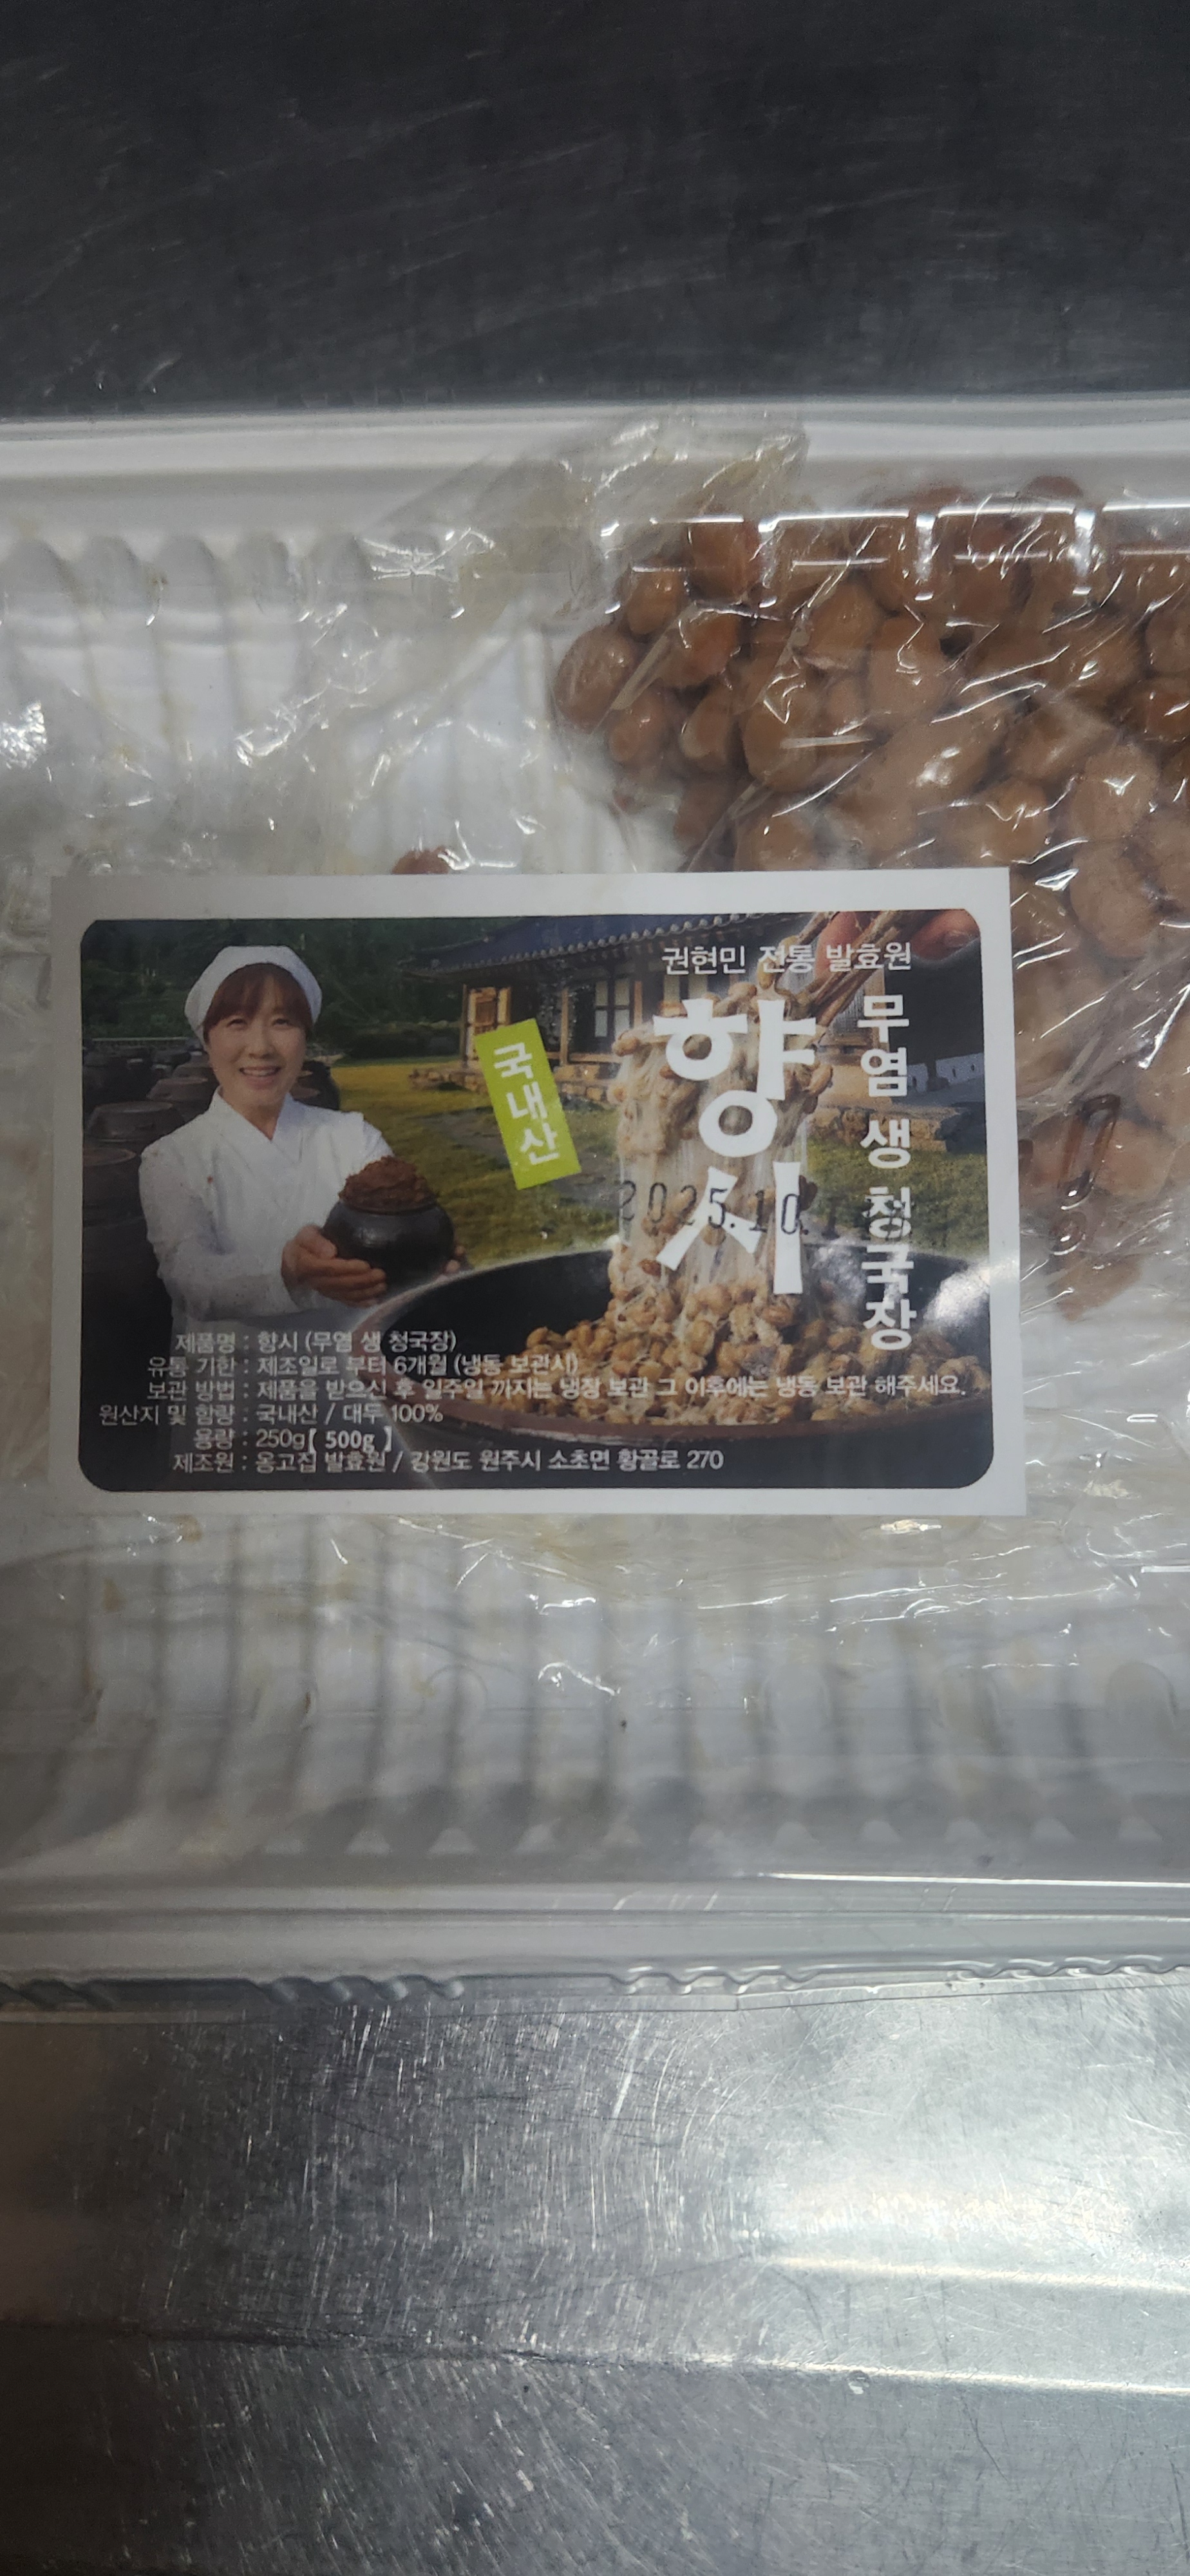 권현민 전통 발효원
향시
무염 생 청국장
국내산
2025.10.
제품명 : 향시 (무염 생 청국장)
유통 기한 : 제조일로 부터 6개월 (냉동 보관시)
보관 방법 : 제품을 받으신 후 일주일 까지는 냉장 보관 그 이후에는 냉동 보관 해주세요.
원산지 및 함량 : 국내산 / 대두 100%
용량 : 250g【 500g 】
제조원 : 옹고집 발효원 / 강원도 원주시 소초면 황골로 270